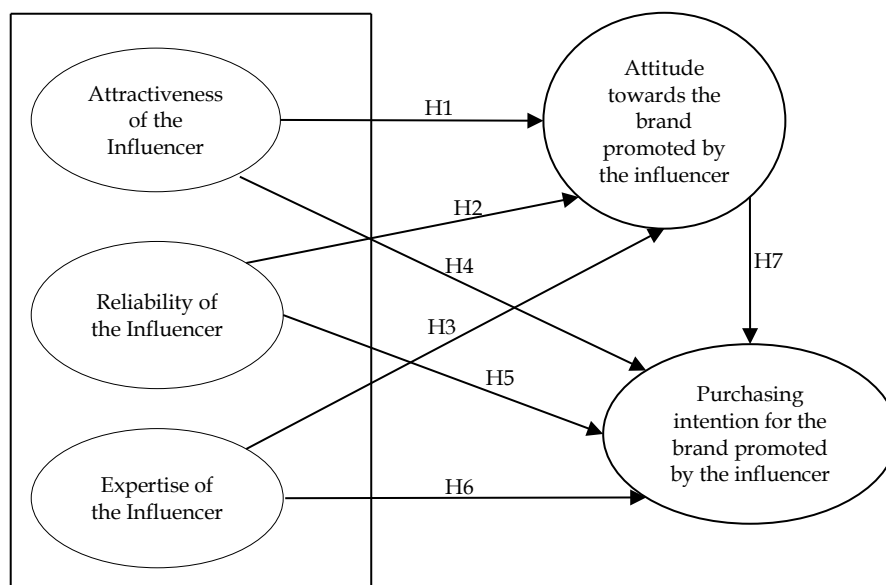 Attractiveness
of the
Influencer
H1
Attitude
towards the
brand
promoted by
the influencer
H2
H4
H7
Reliability of
the Influencer
H3
H5
Purchasing
intention for the
brand promoted
by the influencer
Expertise of
the Influencer
H6